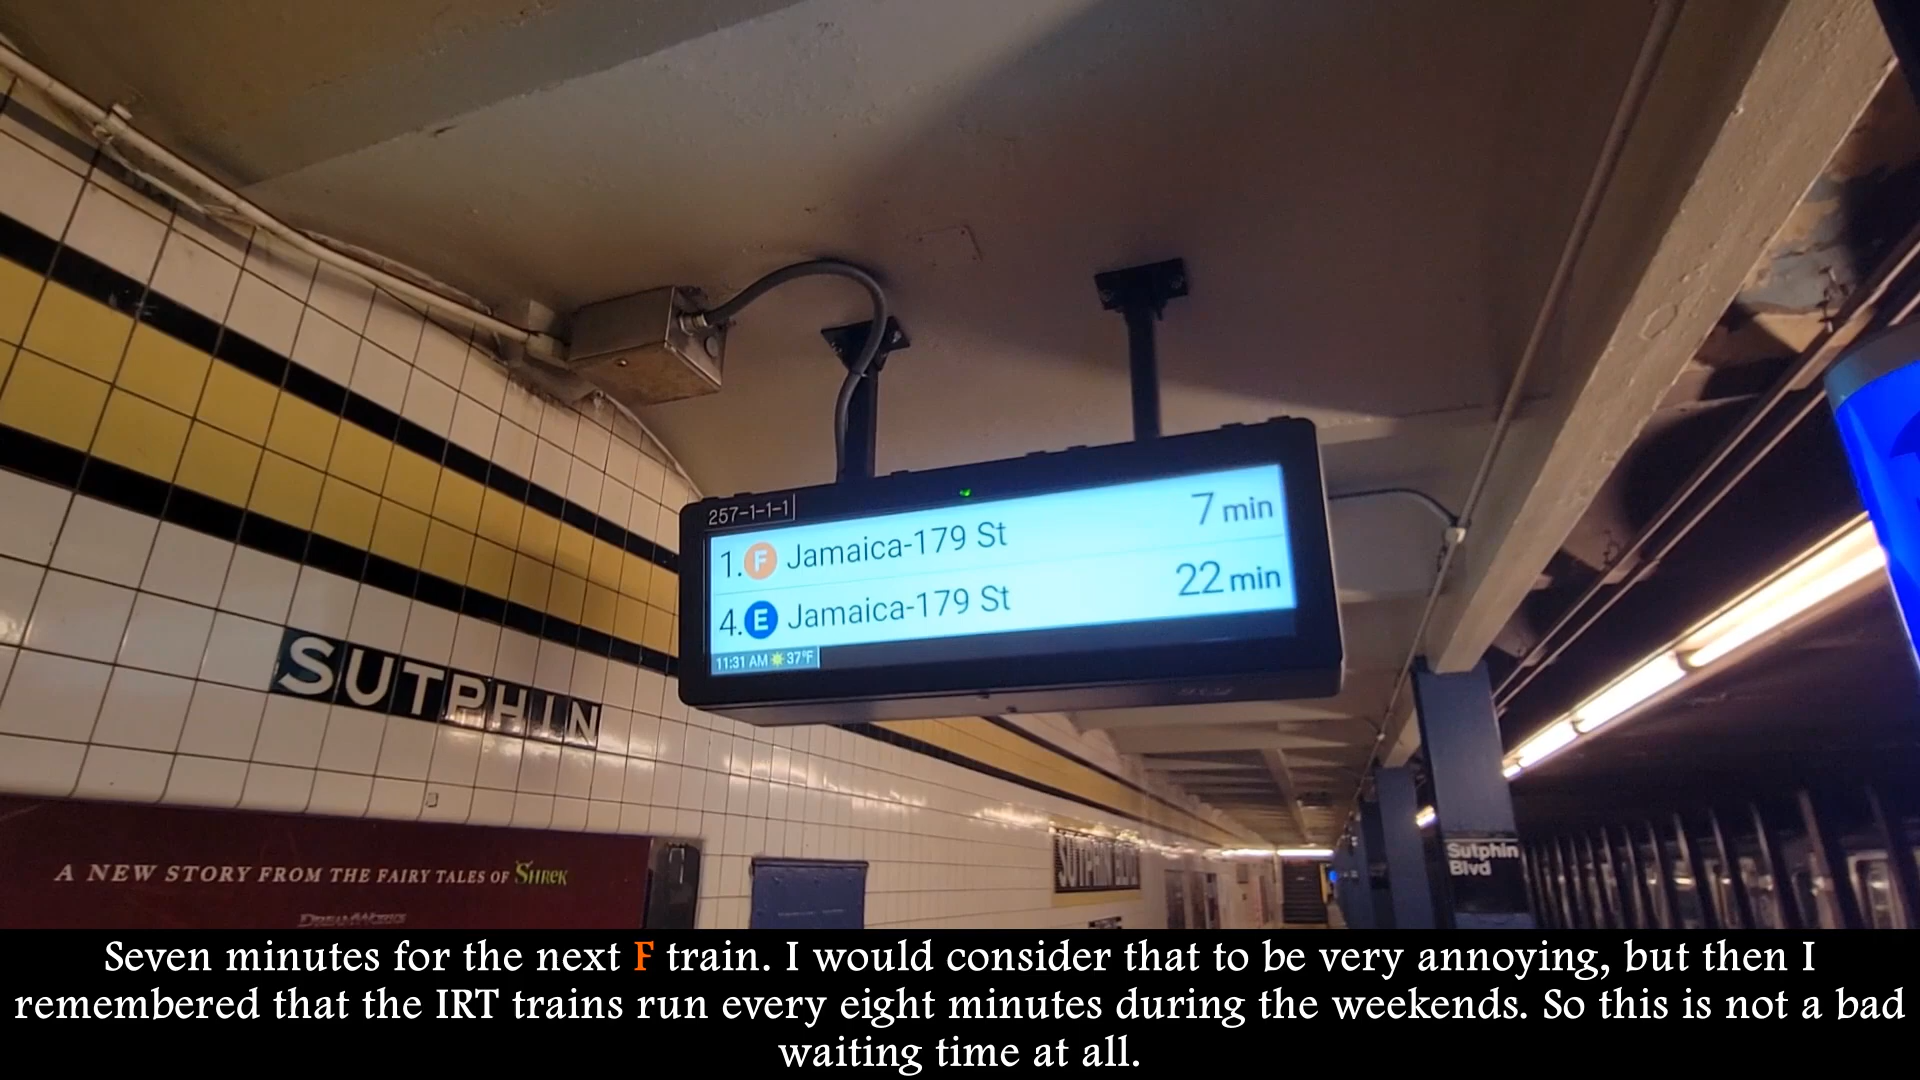 257-1-1-1
1. F Jamaica-179 St 7 min
4. E Jamaica-179 St 22 min
11:31 AM 37°F
SUTPHIN
SUTPHIN BLVD
Sutphin
Blvd
A NEW STORY FROM THE FAIRY TALES OF SHREK
DREAMWORKS
Seven minutes for the next F train. I would consider that to be very annoying, but then I
remembered that the IRT trains run every eight minutes during the weekends. So this is not a bad
waiting time at all.